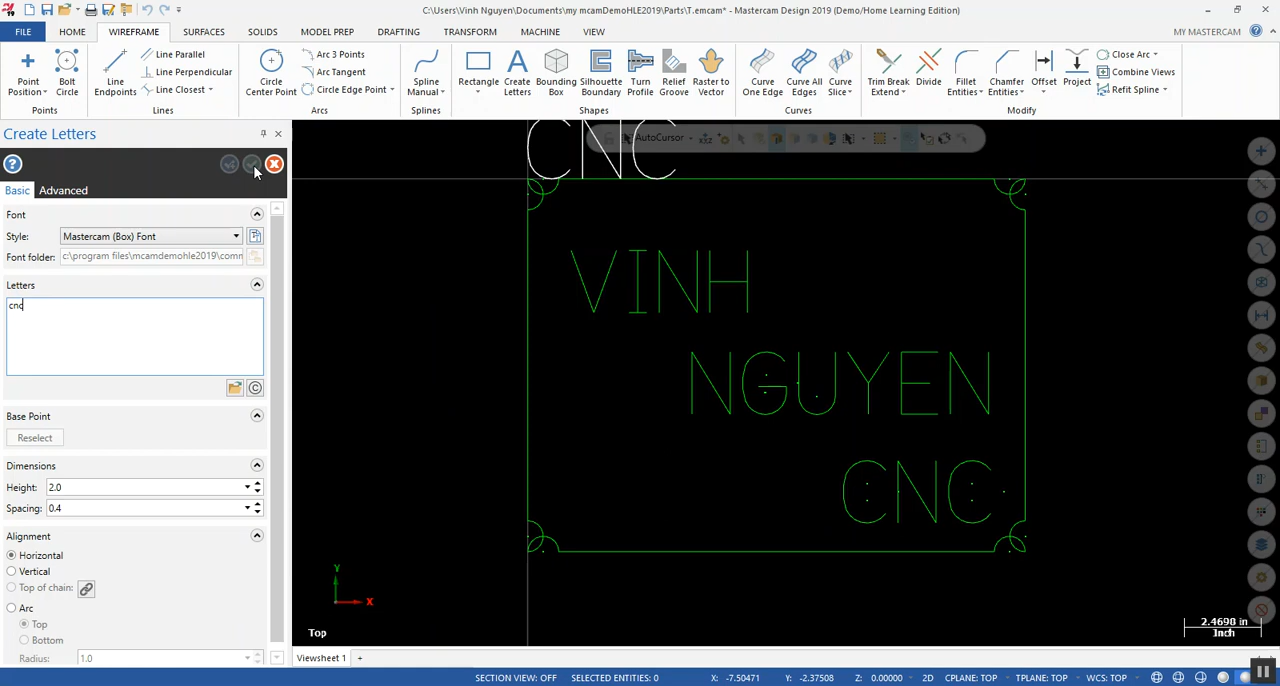 C:\Users\Vinh Nguyen\Documents\my mcamDemoHLE2019\Parts\T.emcam* - Mastercam Design 2019 (Demo/Home Learning Edition)
FILE HOME WIREFRAME SURFACES SOLIDS MODEL PREP DRAFTING TRANSFORM MACHINE VIEW MY MASTERCAM
Point Position
Bolt Circle
Points
Line Endpoints
Line Parallel
Line Perpendicular
Line Closest
Lines
Circle Center Point
Arc 3 Points
Arc Tangent
Circle Edge Point
Arcs
Spline Manual
Splines
Rectangle
Create Letters
Bounding Box
Silhouette Boundary
Turn Profile
Relief Groove
Raster to Vector
Shapes
Curve One Edge
Curve All Edges
Curve Slice
Curves
Trim Break Extend
Divide
Fillet Entities
Chamfer Entities
Offset
Project
Close Arc
Combine Views
Refit Spline
Modify
Create Letters
Basic Advanced
Font
Style: Mastercam (Box) Font
Font folder: c:\program files\mcamdemohle2019\comm
Letters
cnc
Base Point
Reselect
Dimensions
Height: 2.0
Spacing: 0.4
Alignment
Horizontal
Vertical
Top of chain:
Arc
Top
Bottom
Radius: 1.0
AutoCursor
CNC
VINH
NGUYEN
CNC
Y
X
Top
2.4698 in
Inch
Viewsheet 1 +
SECTION VIEW: OFF SELECTED ENTITIES: 0 X: -7.50471 Y: -2.37508 Z: 0.00000 2D CPLANE: TOP TPLANE: TOP WCS: TOP